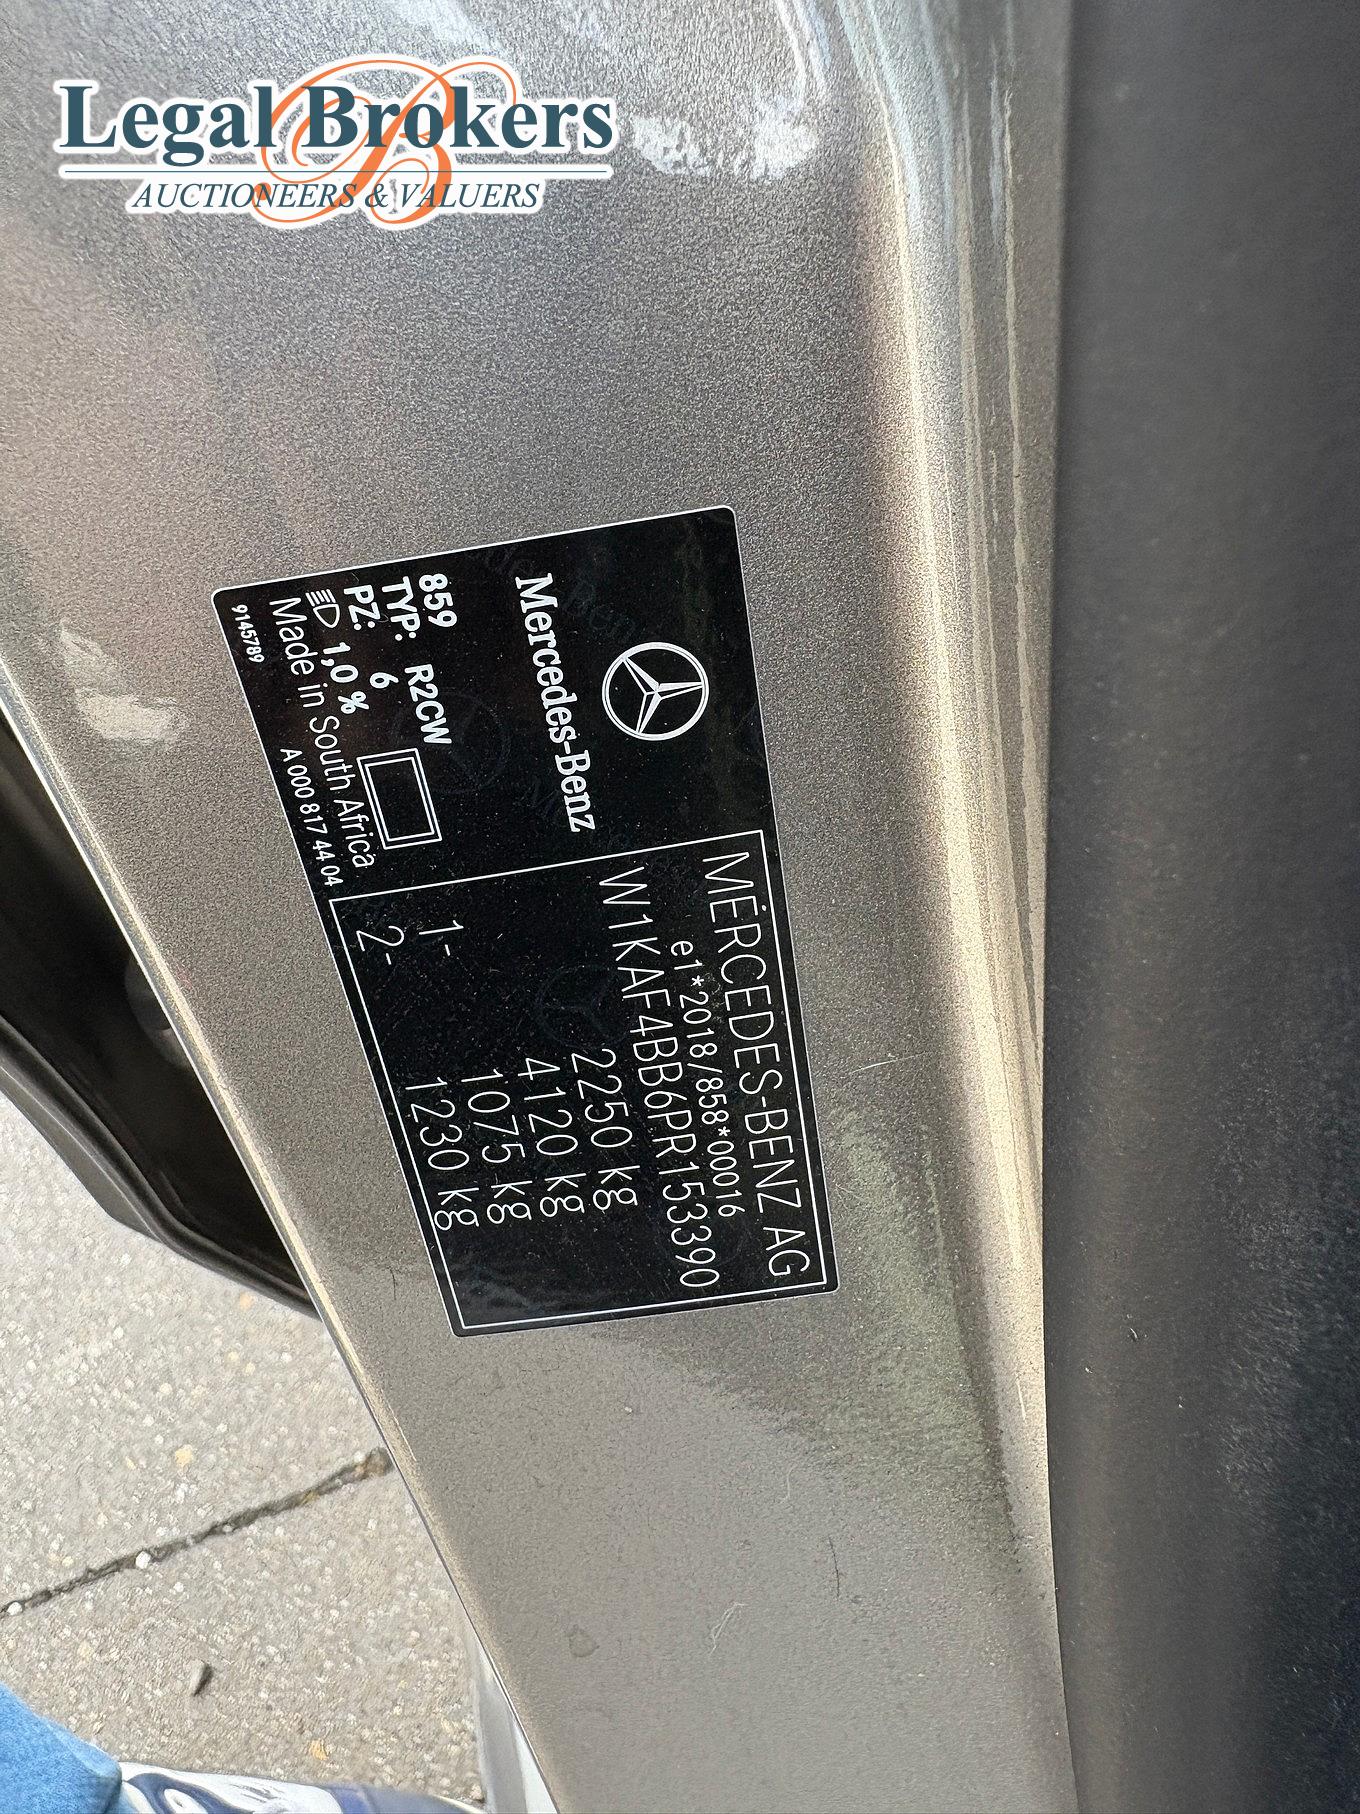 Legal Brokers
AUCTIONEERS & VALUERS
Mercedes-Benz
859
TYP: R2CW
PZ: 6
1,0 %
Made in South Africa
9145789
A 000 817 44 04
MERCEDES-BENZ AG
e1*2018/858*00016
W1KAF4BB6PR153390
2250 kg
4120 kg
1- 1075 kg
2- 1230 kg